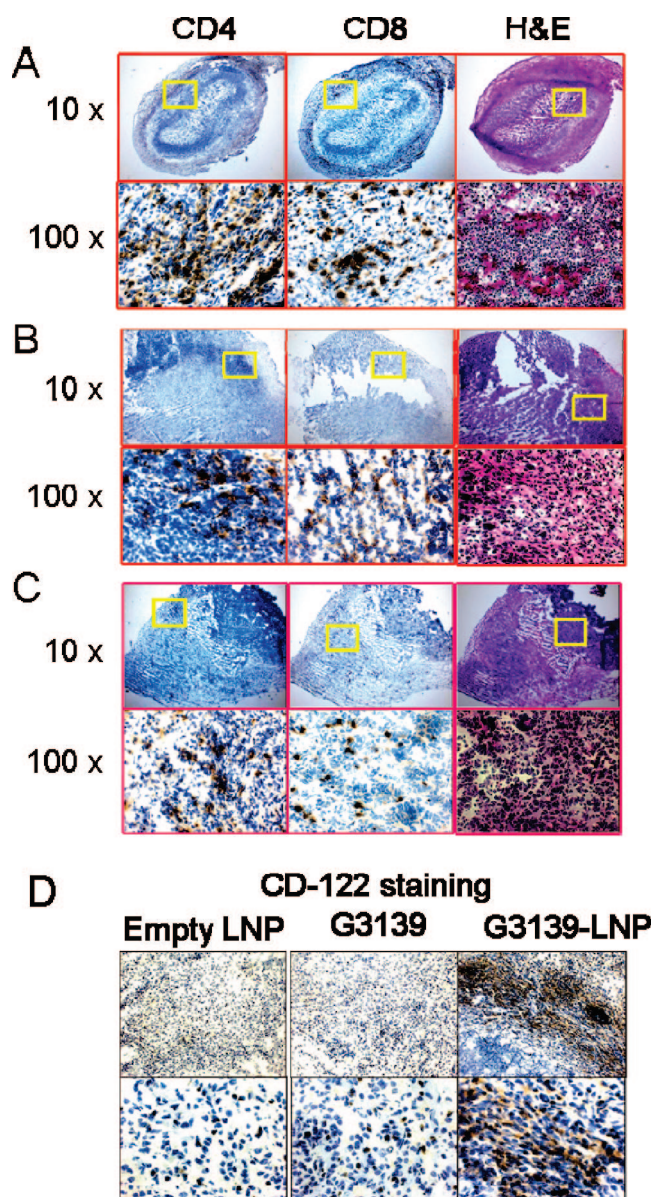 CD4 CD8 H&E
A
10 x
100 x
B
10 x
100 x
C
10 x
100 x
D
CD-122 staining
Empty LNP G3139 G3139-LNP